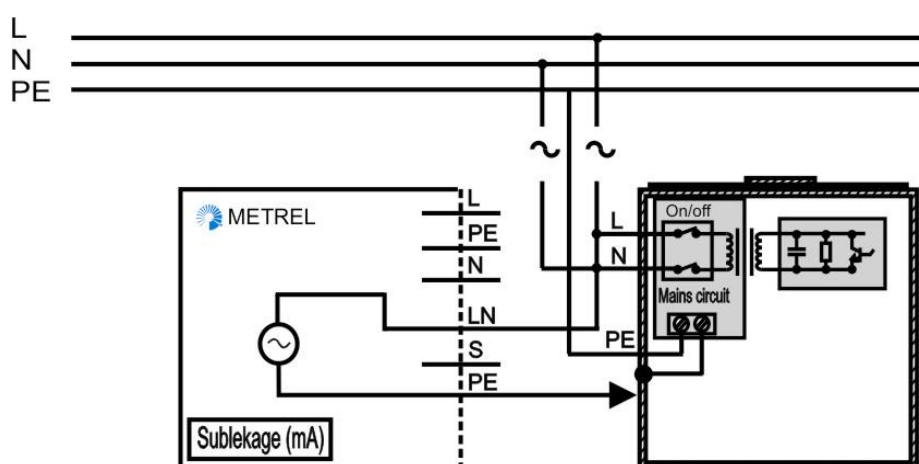 L
N
PE
METREL
L
PE
N
LN
S
PE
Sublekage (mA)
L
N
PE
On/off
Mains circuit